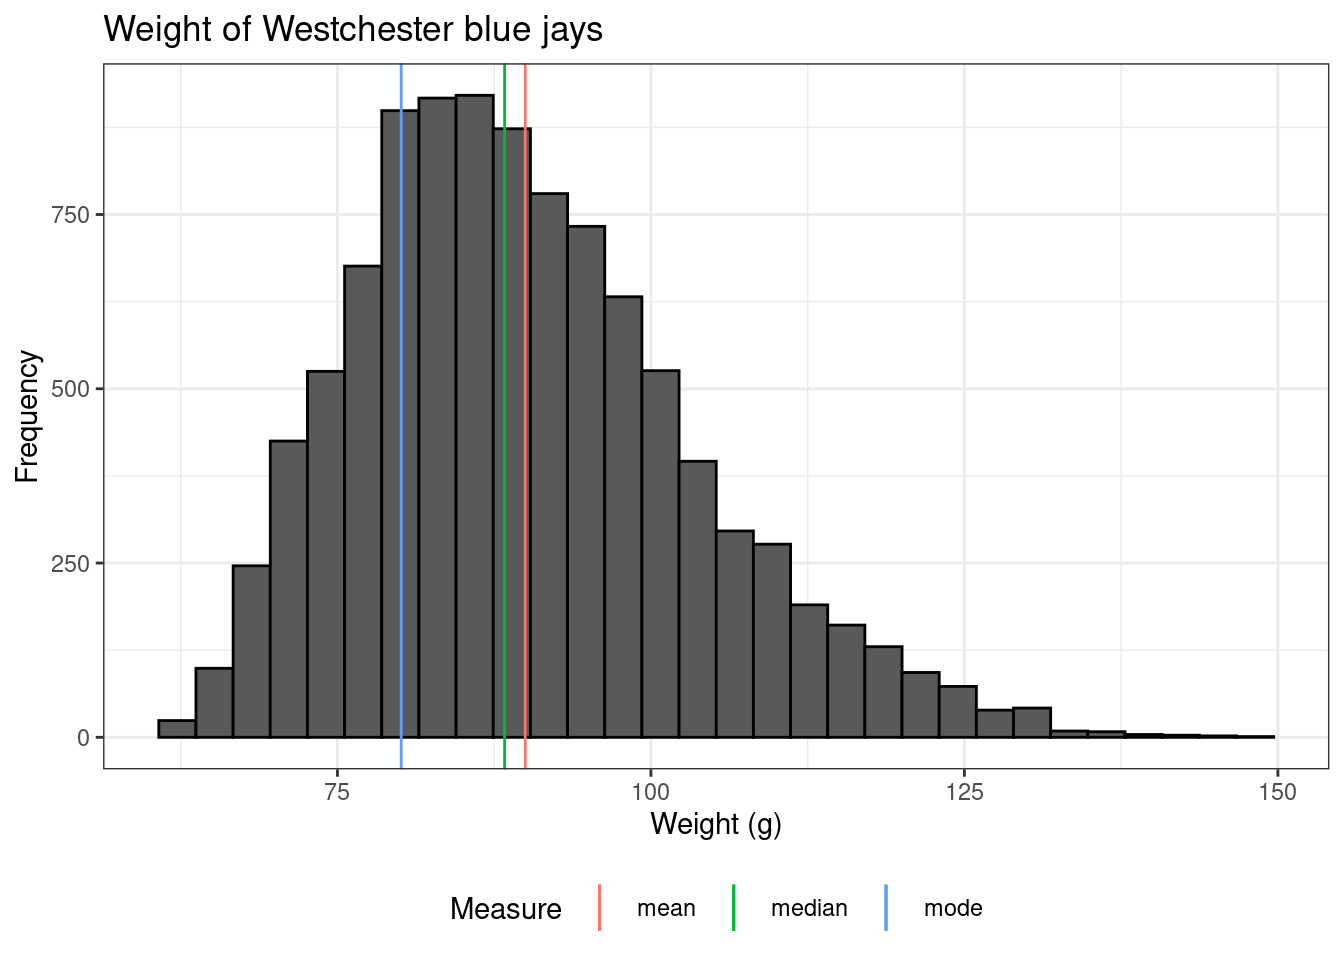 Weight of Westchester blue jays
Frequency
750
500
250
0
75 100 125 150
Weight (g)
Measure mean median mode